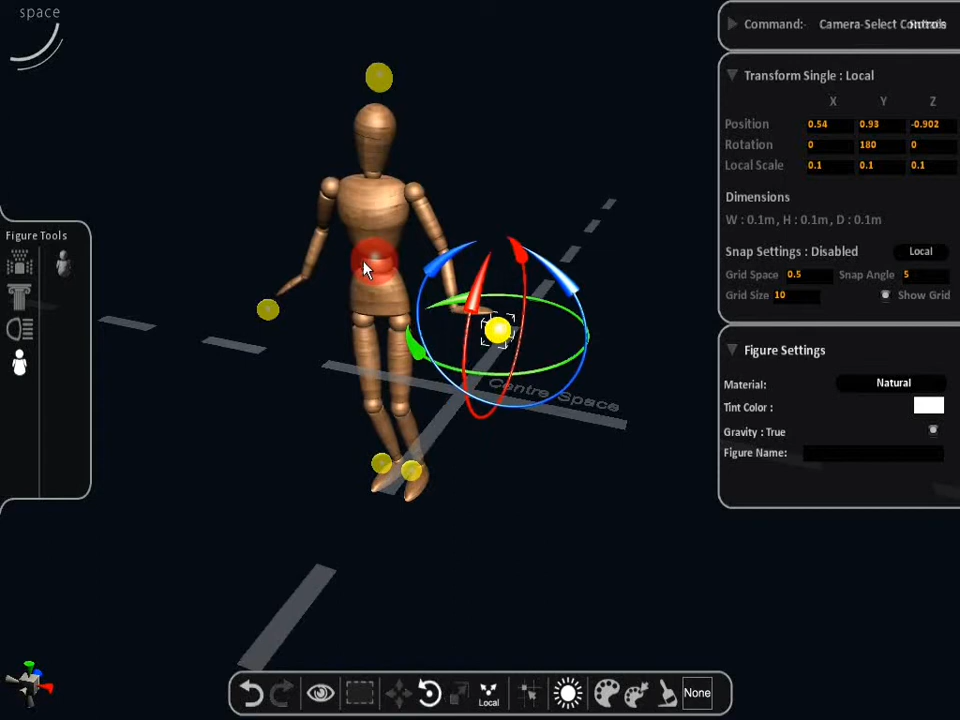 space
Command:
Camera-Select Controls
Transform Single : Local
X Y Z
Position 0.54 0.93 -0.902
Rotation 0 180 0
Local Scale 0.1 0.1 0.1
Dimensions
W : 0.1m, H : 0.1m, D : 0.1m
Snap Settings : Disabled Local
Grid Space 0.5 Snap Angle 5
Grid Size 10 Show Grid
Figure Settings
Material: Natural
Tint Color :
Gravity : True
Figure Name:
Figure Tools
Centre Space
Local
None